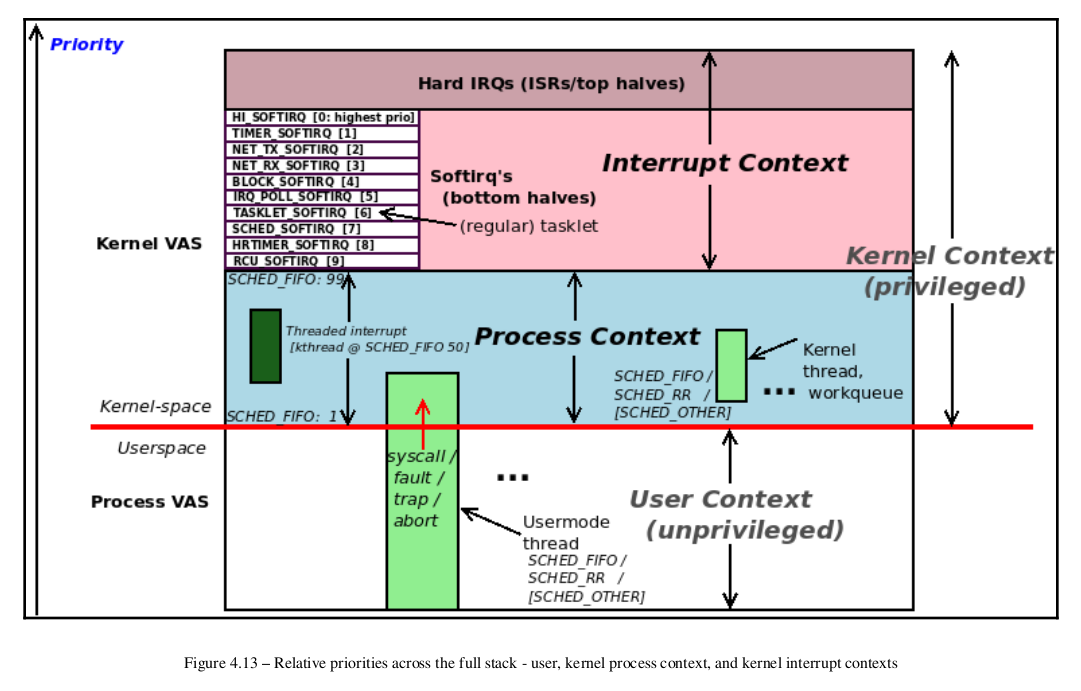 Priority
Hard IRQs (ISRs/top halves)
HI_SOFTIRQ [0: highest prio]
TIMER_SOFTIRQ [1]
NET_TX_SOFTIRQ [2]
NET_RX_SOFTIRQ [3]
BLOCK_SOFTIRQ [4]
IRQ_POLL_SOFTIRQ [5]
TASKLET_SOFTIRQ [6]
SCHED_SOFTIRQ [7]
HRTIMER_SOFTIRQ [8]
RCU_SOFTIRQ [9]
Softirq's
(bottom halves)
(regular) tasklet
Interrupt Context
Kernel VAS
Kernel Context
(privileged)
SCHED_FIFO: 99
Threaded interrupt
[kthread @ SCHED_FIFO 50]
Process Context
SCHED_FIFO /
SCHED_RR /
[SCHED_OTHER]
Kernel
thread,
... workqueue
Kernel-space
SCHED_FIFO: 1
Userspace
Process VAS
syscall /
fault /
trap /
abort
...
Usermode
thread
SCHED_FIFO /
SCHED_RR /
[SCHED_OTHER]
User Context
(unprivileged)
Figure 4.13 – Relative priorities across the full stack - user, kernel process context, and kernel interrupt contexts